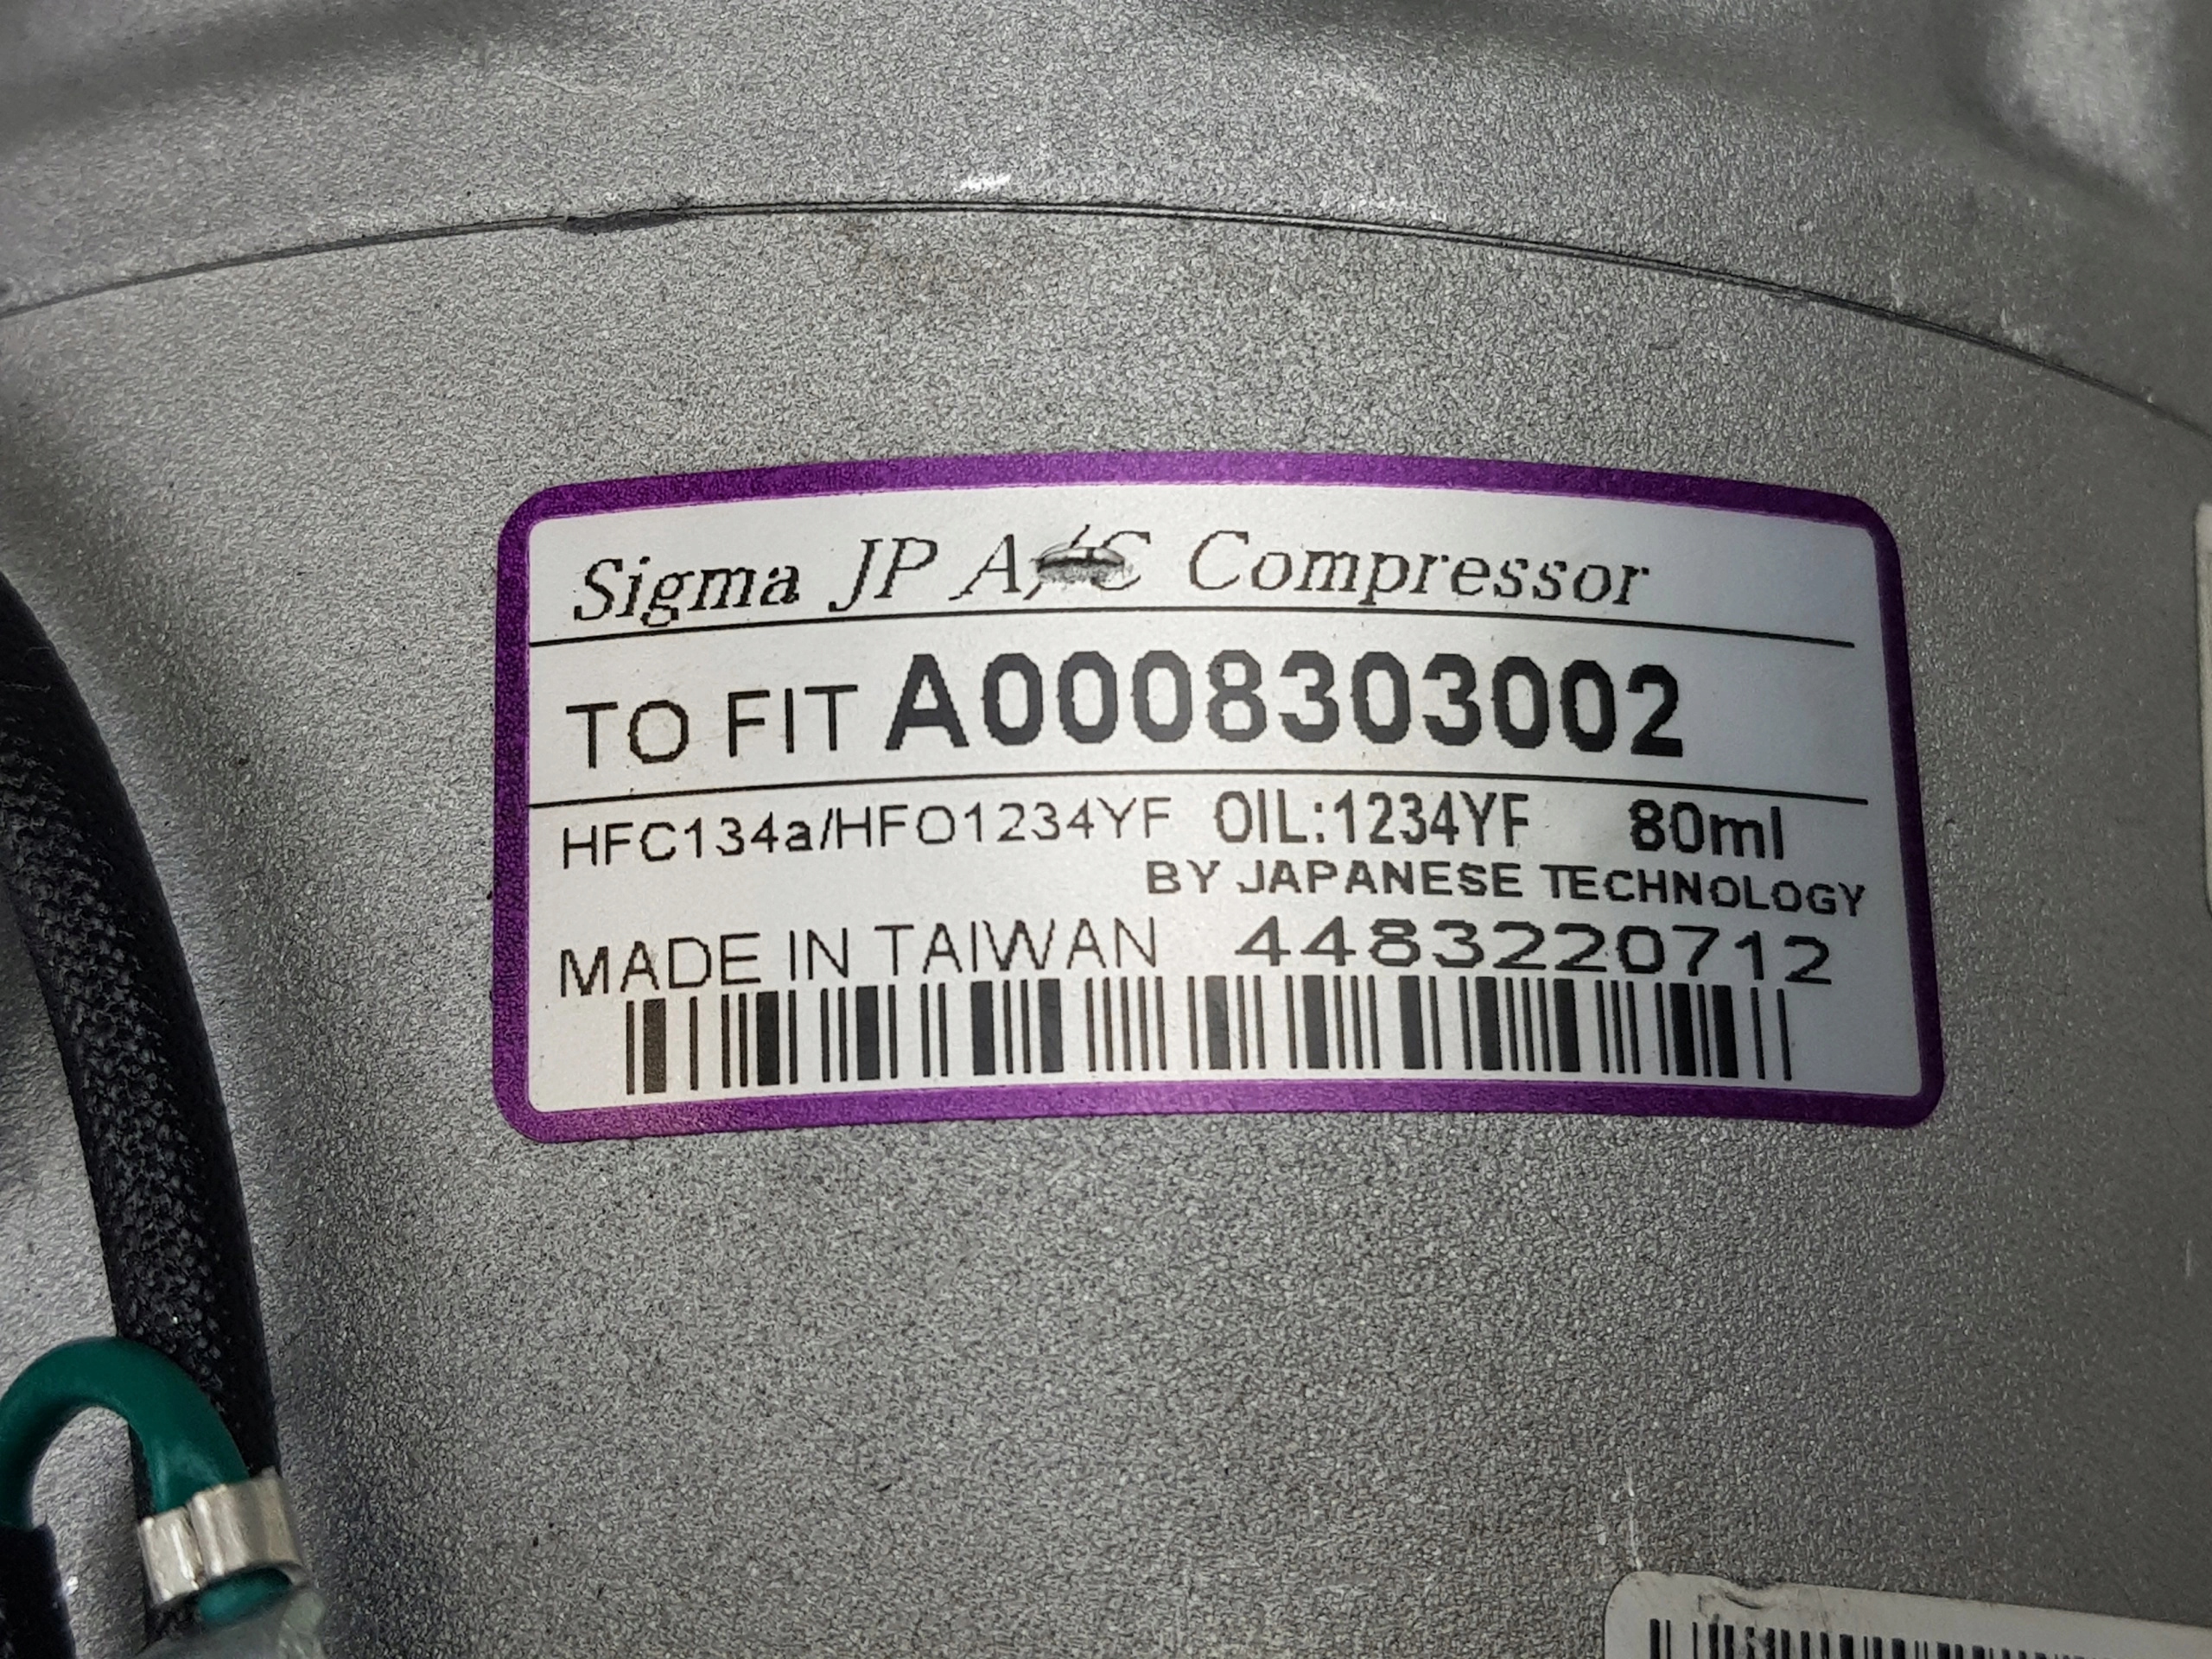 Sigma JP A/C Compressor
TO FIT A0008303002
HFC134a/HFO1234YF OIL:1234YF 80ml
BY JAPANESE TECHNOLOGY
MADE IN TAIWAN 4483220712